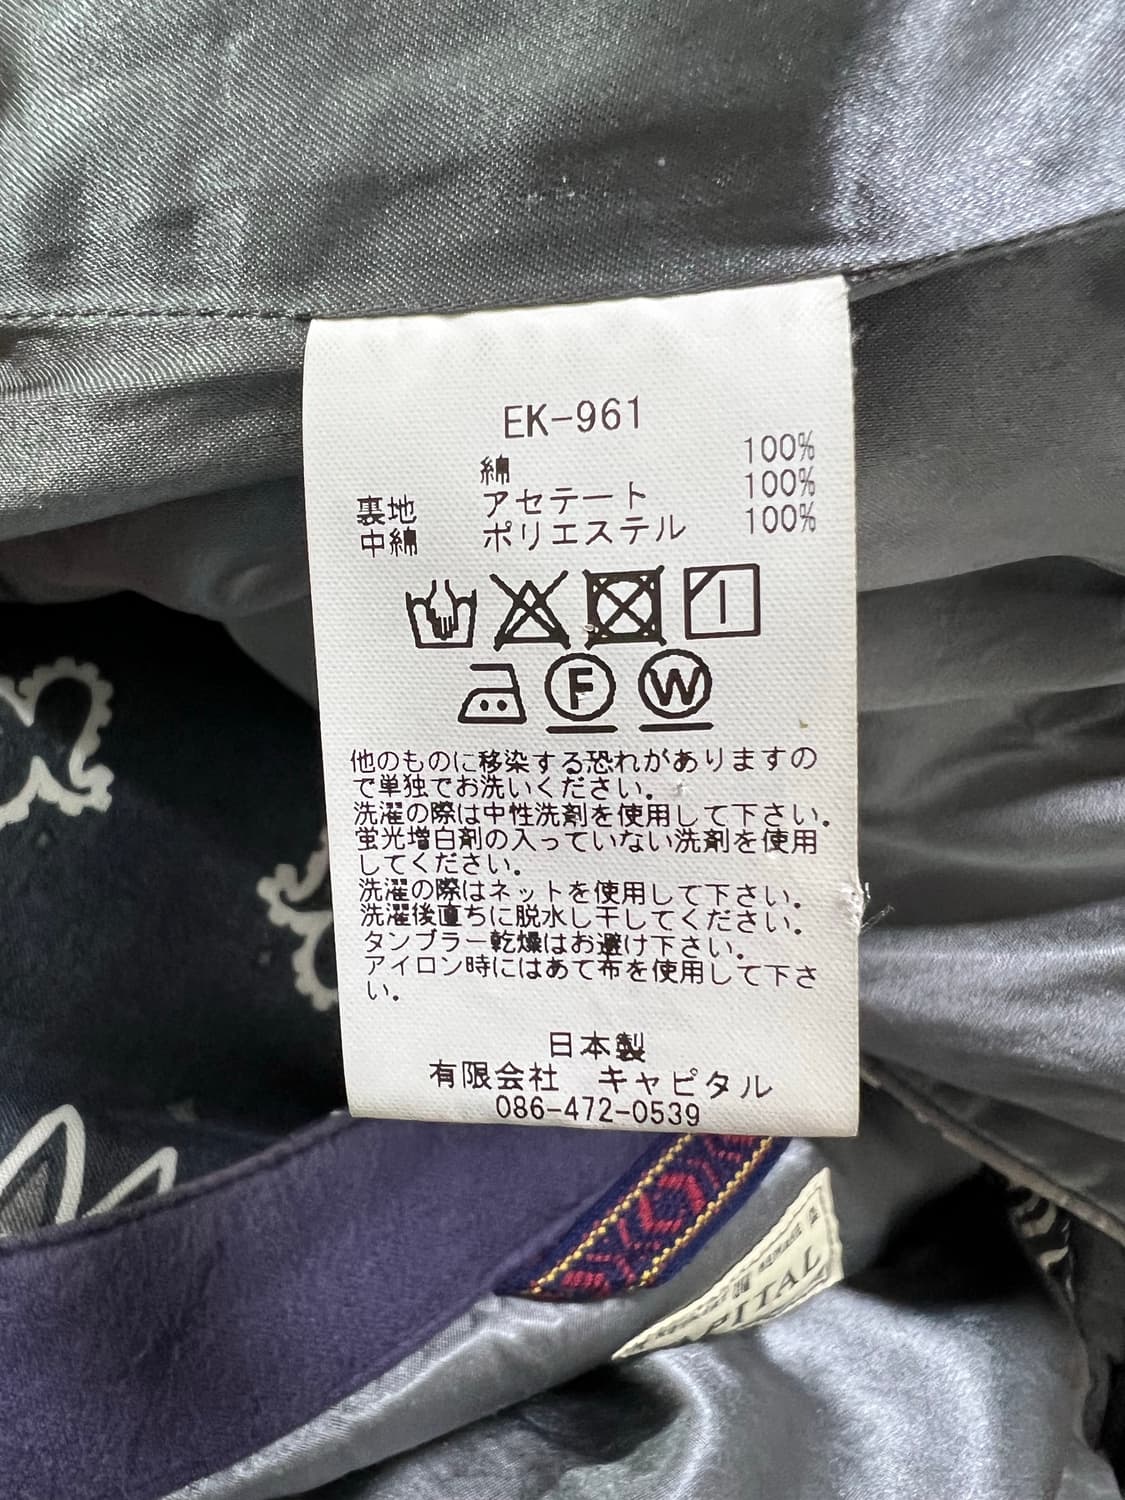 EK-961
綿 100%
裏地 アセテート 100%
中綿 ポリエステル 100%
F W
他のものに移染する恐れがありますの
で単独でお洗いください。
洗濯の際は中性洗剤を使用して下さい。
蛍光増白剤の入っていない洗剤を使用
してください。
洗濯の際はネットを使用して下さい。
洗濯後直ちに脱水し干してください。
タンブラー乾燥はお避け下さい。
アイロン時にはあて布を使用して下さ
い。
日本製
有限会社 キャピタル
086-472-0539
APITAL